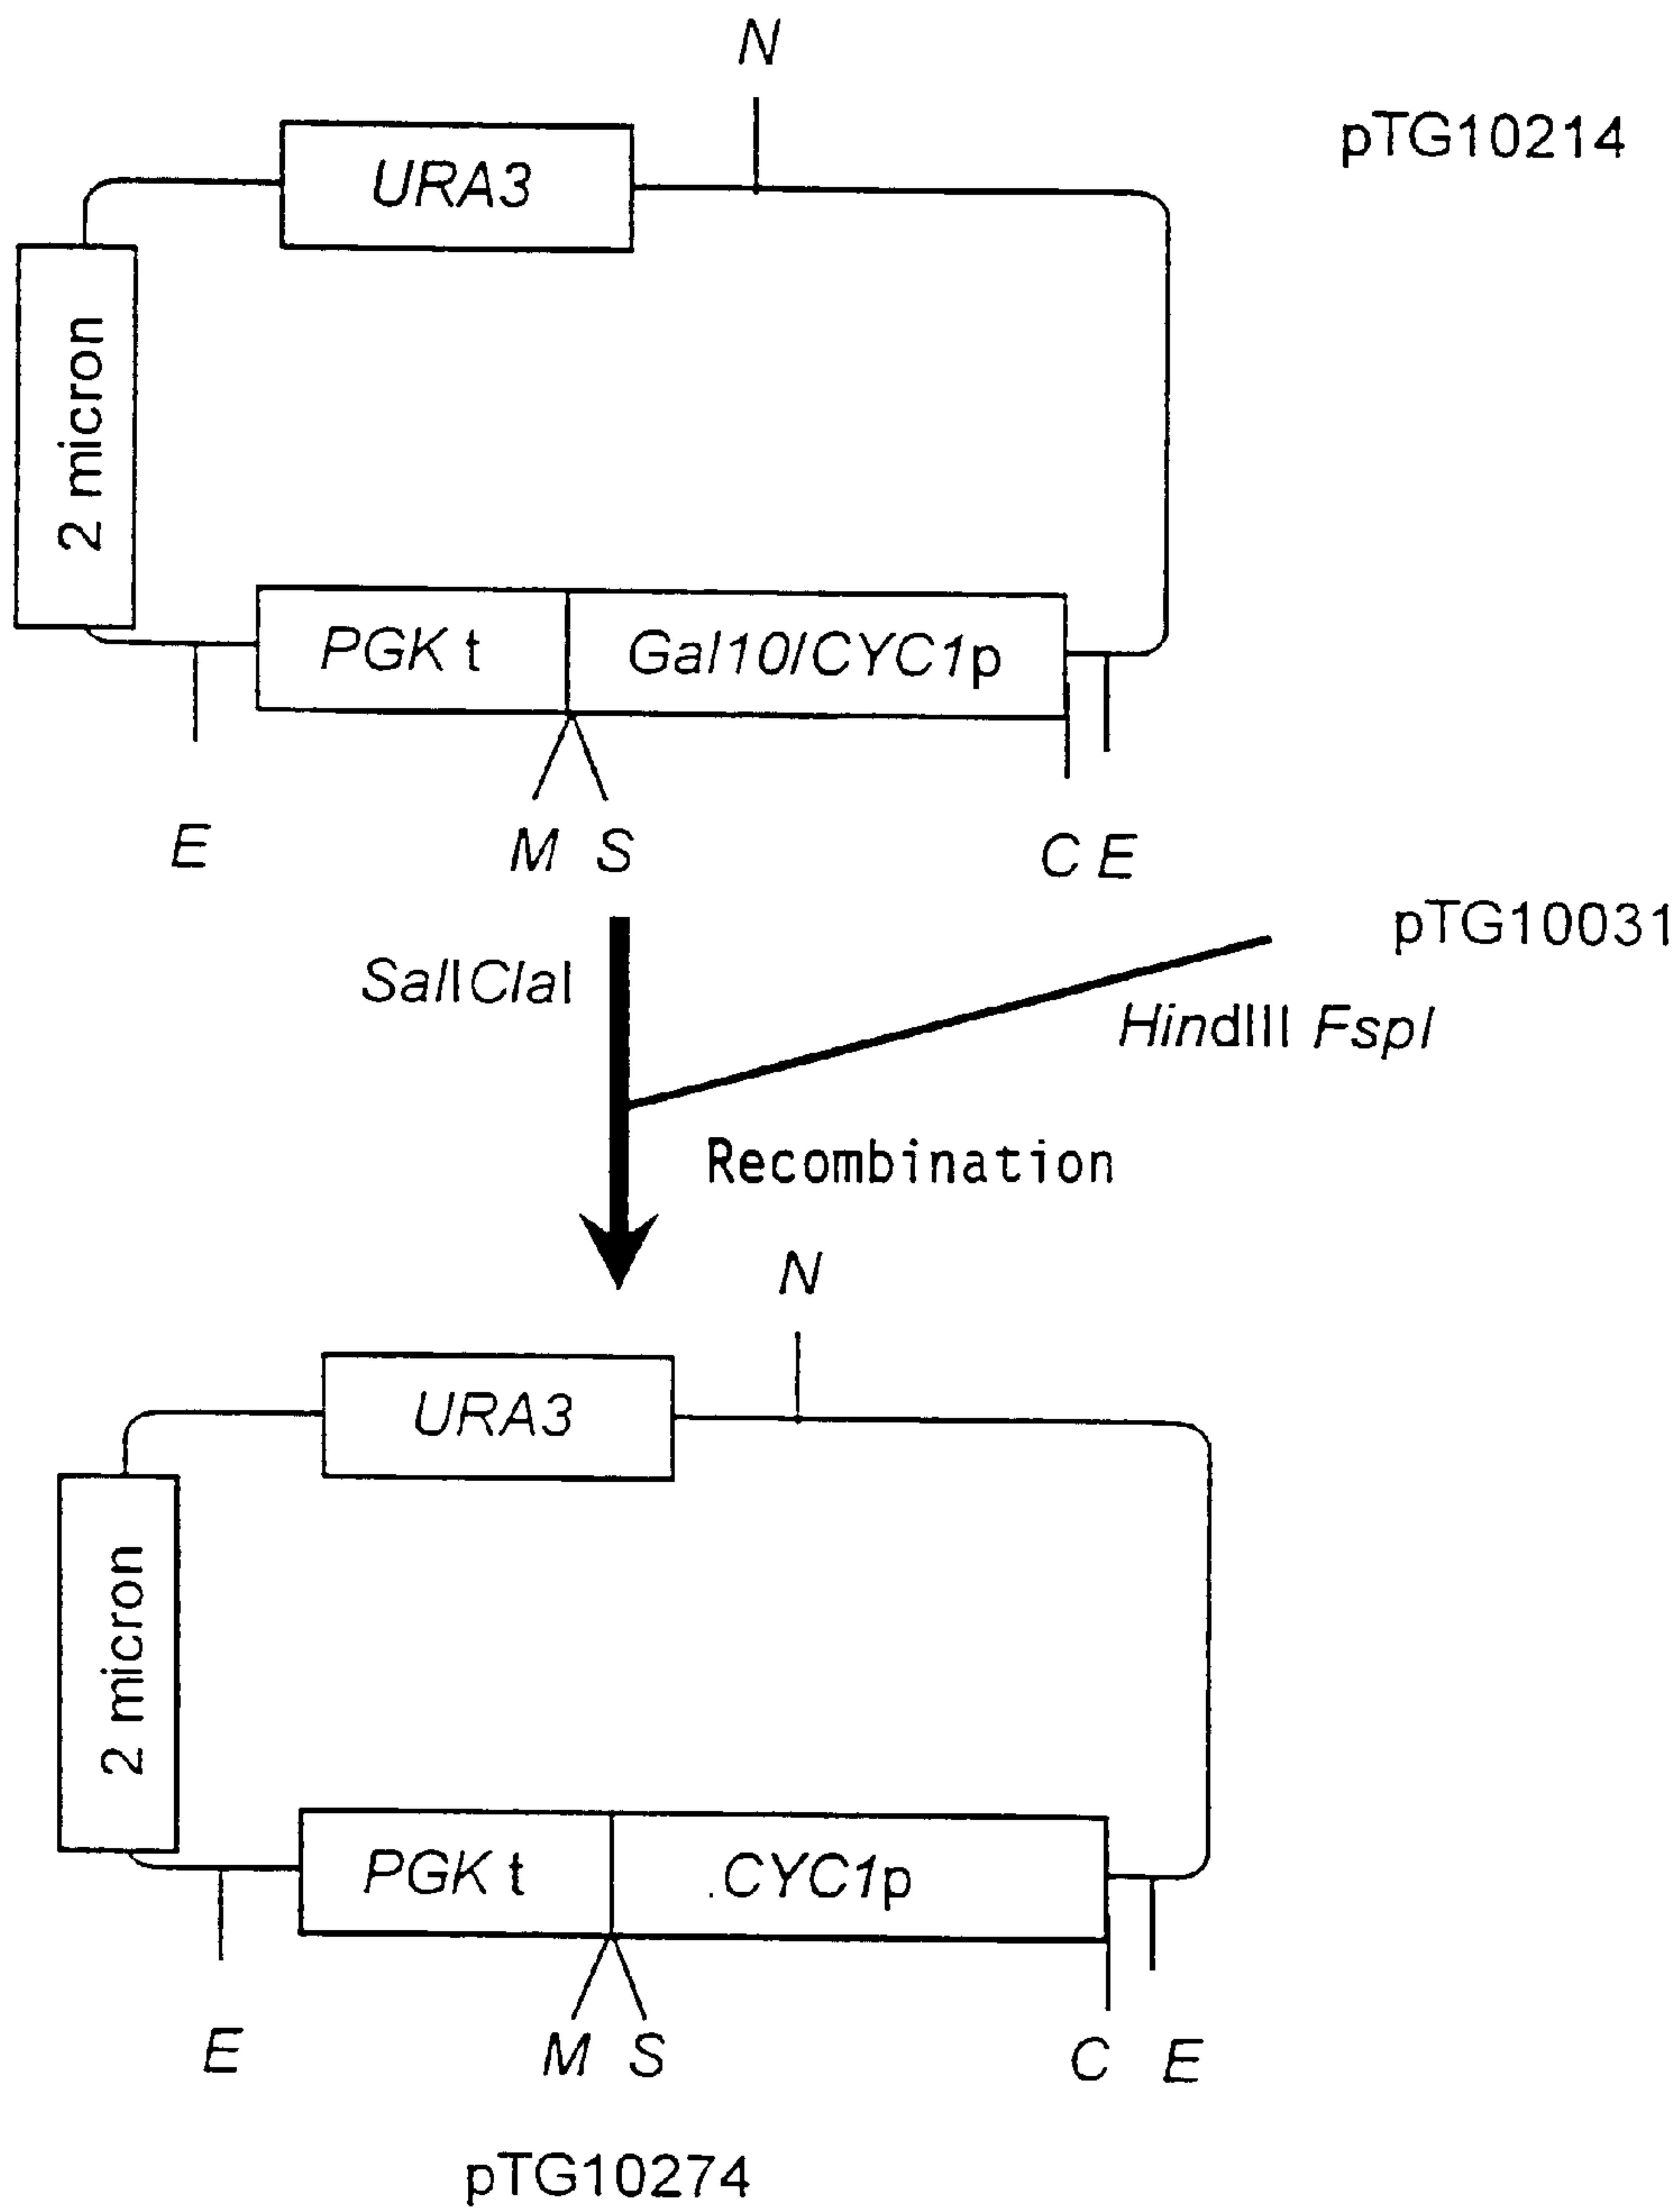 N
pTG10214
URA3
2 micron
PGK t
Gal10/CYC1p
E
M S
C E
pTG10031
SalIClaI
HindIII FspI
Recombination
N
URA3
2 micron
PGK t
.CYC1p
E
M S
C E
pTG10274